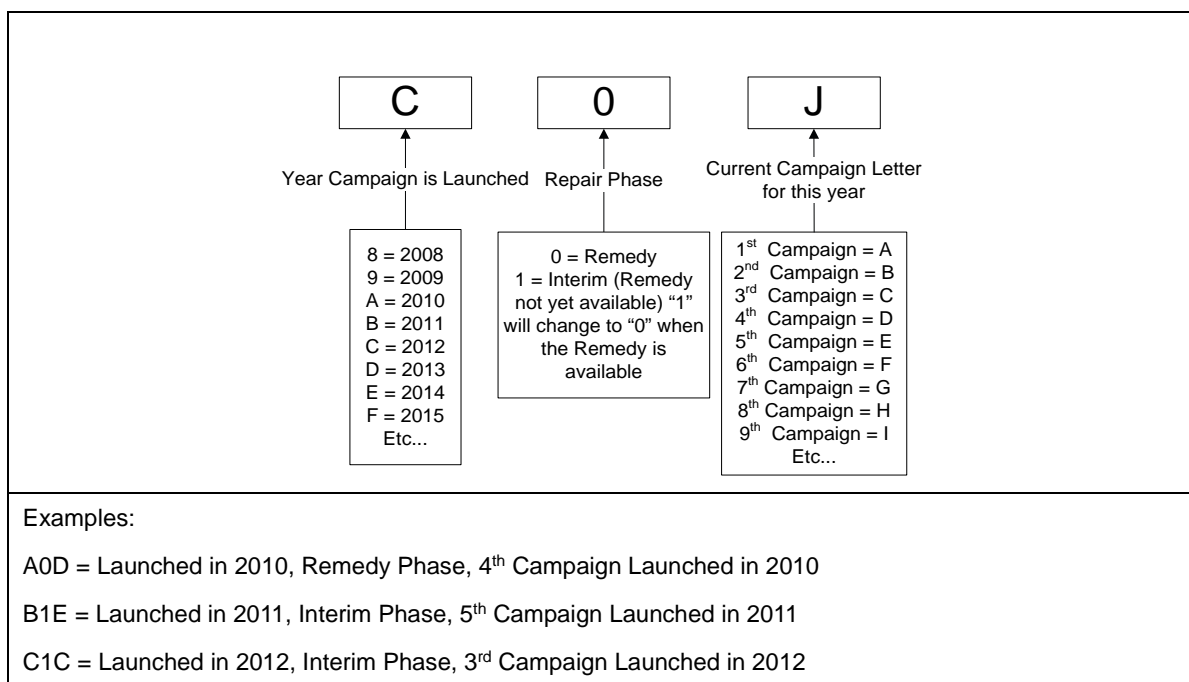 C
0
J
Year Campaign is Launched
Repair Phase
Current Campaign Letter
for this year
8 = 2008
9 = 2009
A = 2010
B = 2011
C = 2012
D = 2013
E = 2014
F = 2015
Etc...
0 = Remedy
1 = Interim (Remedy
not yet available) “1”
will change to “0” when
the Remedy is
available
1st Campaign = A
2nd Campaign = B
3rd Campaign = C
4th Campaign = D
5th Campaign = E
6th Campaign = F
7th Campaign = G
8th Campaign = H
9th Campaign = I
Etc...
Examples:
A0D = Launched in 2010, Remedy Phase, 4th Campaign Launched in 2010
B1E = Launched in 2011, Interim Phase, 5th Campaign Launched in 2011
C1C = Launched in 2012, Interim Phase, 3rd Campaign Launched in 2012